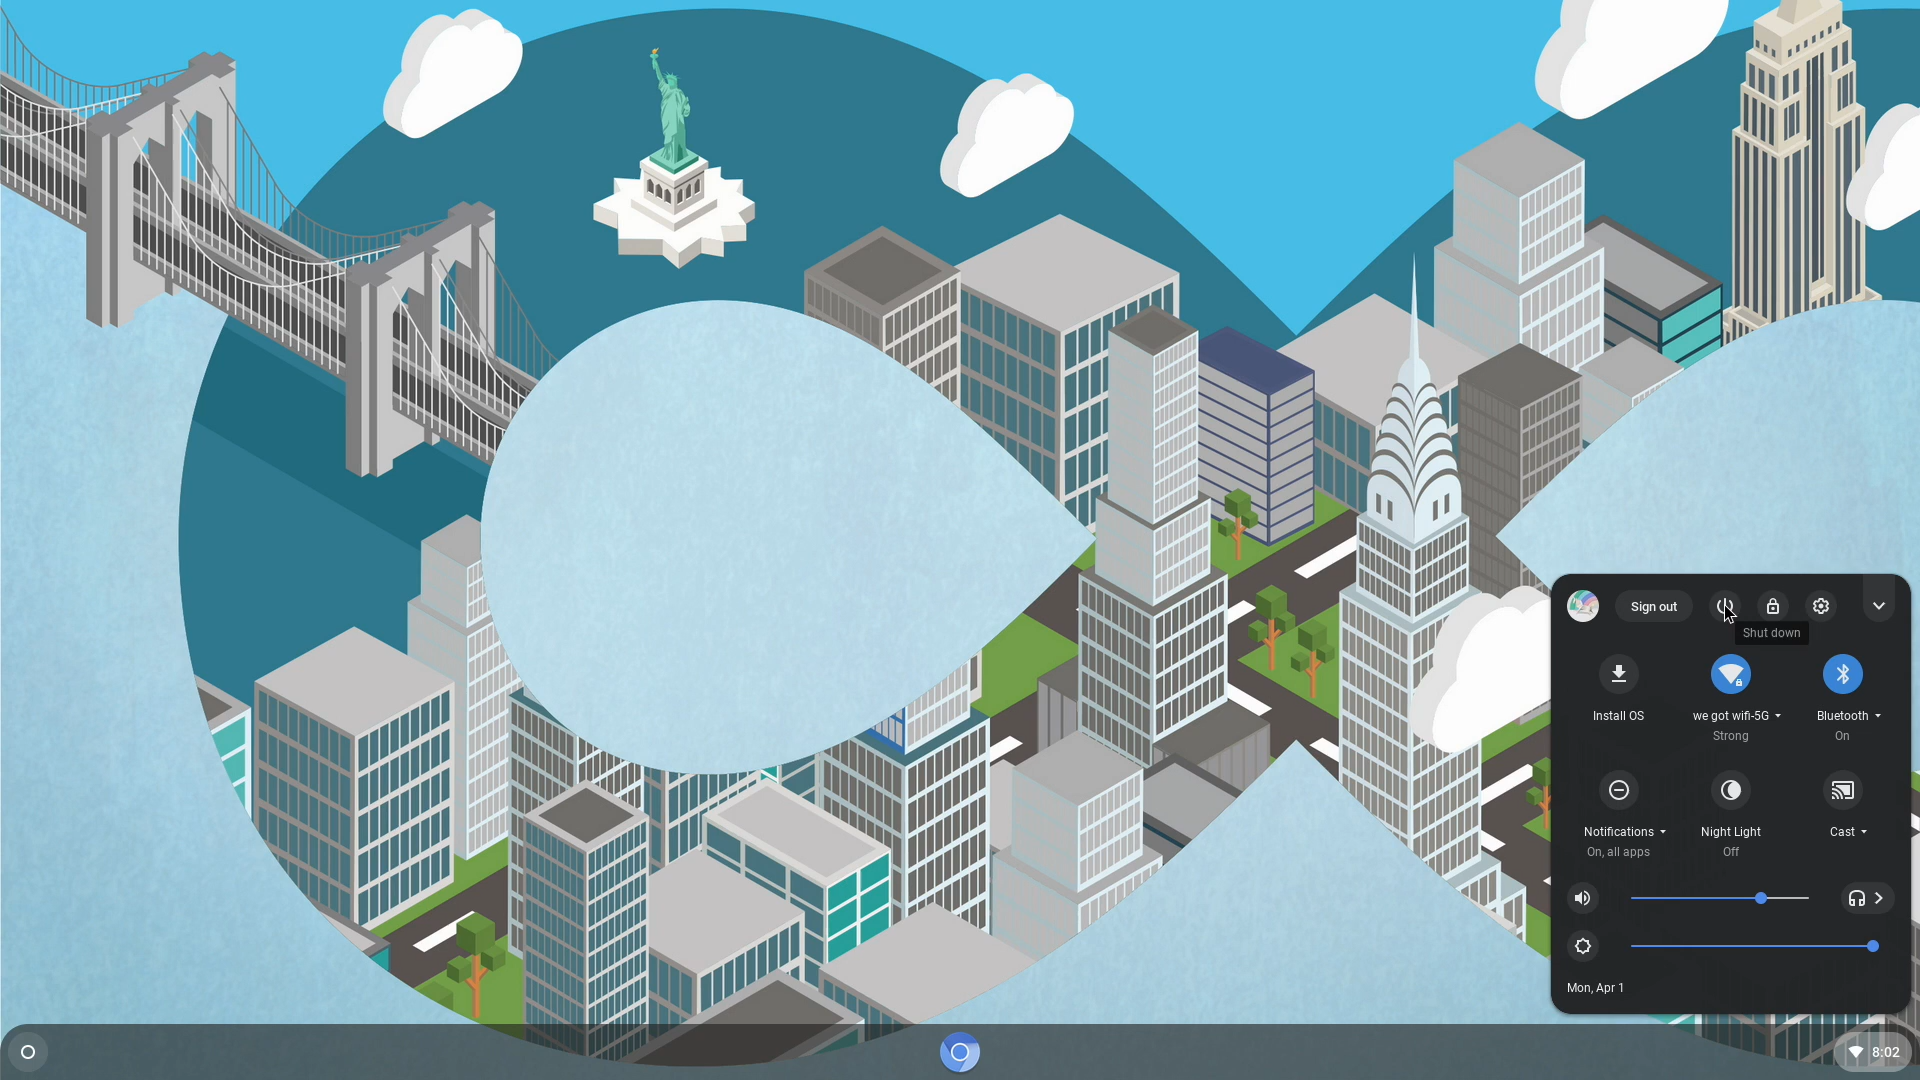 Sign out
Shut down
Install OS
we got wifi-5G
Strong
Bluetooth
On
Notifications
On, all apps
Night Light
Off
Cast
Mon, Apr 1
8:02